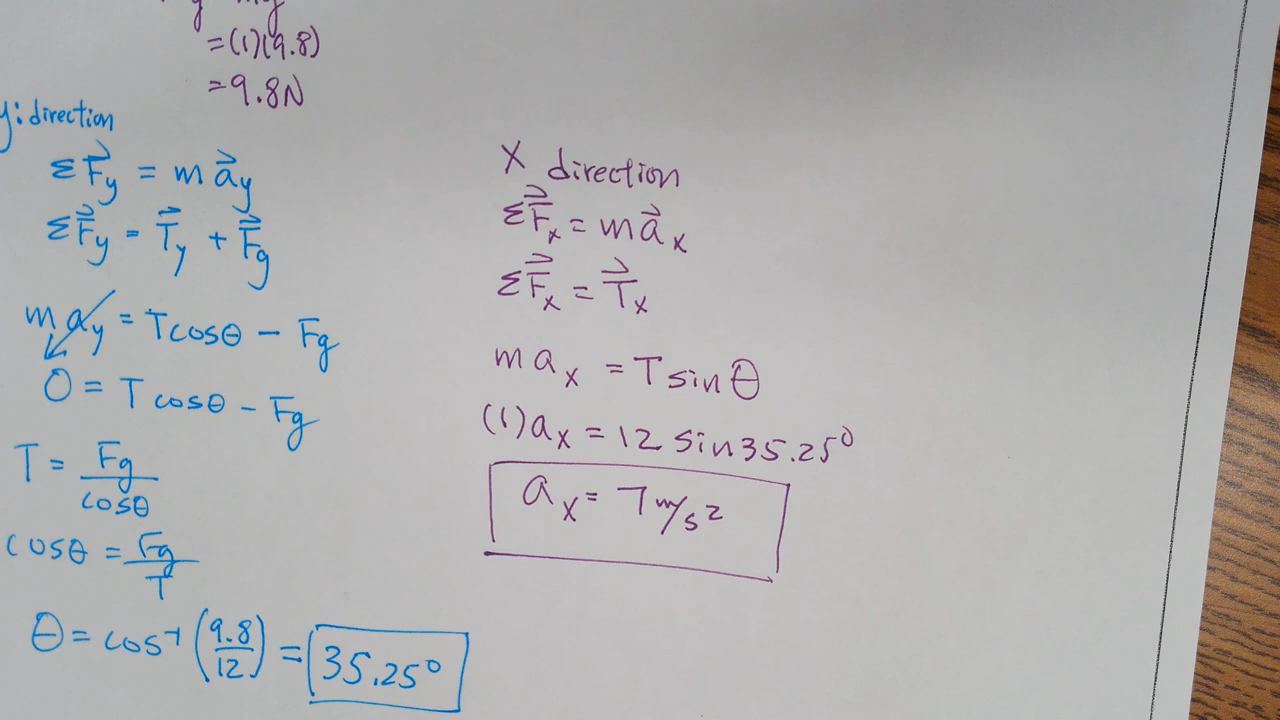 =(1)(9.8)
=9.8N
y: direction
ΣF⃗y = ma⃗y
ΣF⃗y = T⃗y + F⃗g
may = Tcosθ - Fg
0 = Tcosθ - Fg
T = Fg/cosθ
cosθ = Fg/T
θ = cos⁻¹(9.8/12) = 35.25°
X direction
ΣF⃗x = ma⃗x
ΣF⃗x = T⃗x
max = Tsinθ
(1)ax = 12 sin35.25°
ax = 7 m/s²